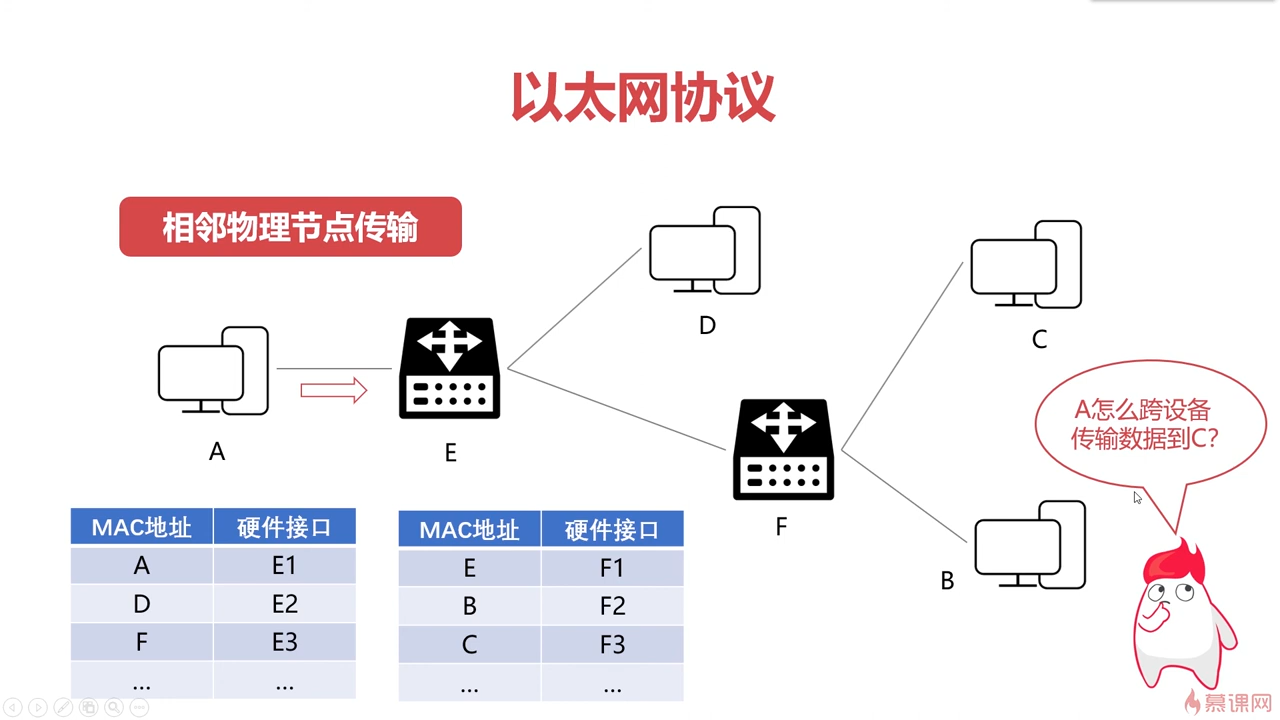 以太网协议
相邻物理节点传输
D
C
A
E
F
B
A怎么跨设备
传输数据到C？
MAC地址 硬件接口
A E1
D E2
F E3
... ...
MAC地址 硬件接口
E F1
B F2
C F3
... ...
慕课网